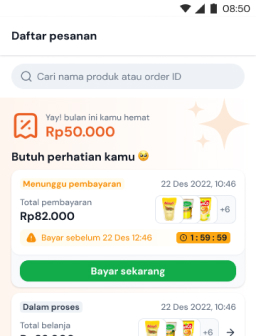 08:50
Daftar pesanan
Cari nama produk atau order ID
Yay! bulan ini kamu hemat
Rp50.000
Butuh perhatian kamu 🥺
Menunggu pembayaran 22 Des 2022, 10:46
Total pembayaran
Rp82.000
+6
Bayar sebelum 22 Des 12:46 1 : 59 : 59
Bayar sekarang
Dalam proses 22 Des 2022, 10:46
Total belanja
+6